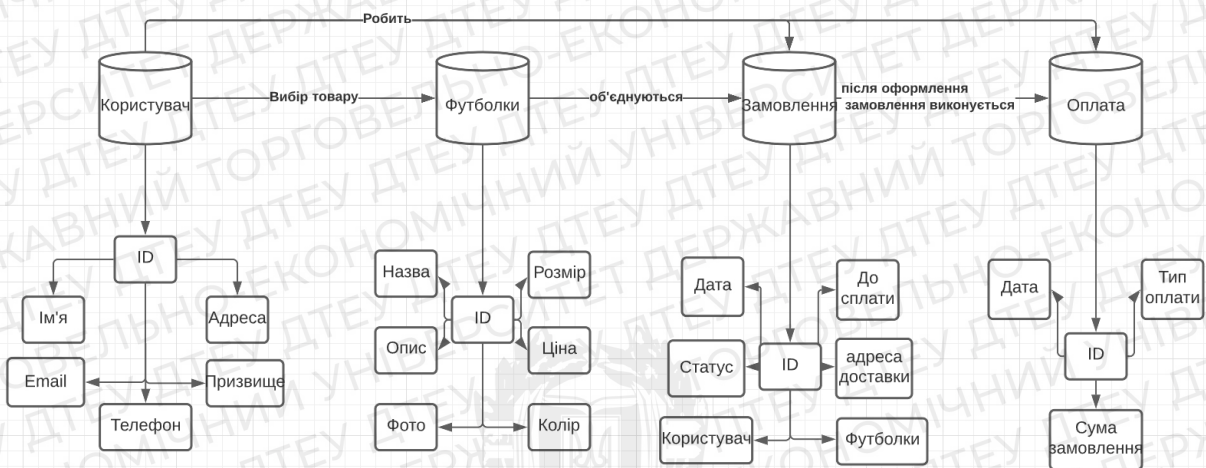 Робить
Користувач
Вибір товару
Футболки
об'єднуються
Замовлення
після оформлення
замовлення виконується
Оплата
ID
Ім'я
Адреса
Email
Призвище
Телефон
Назва
Розмір
ID
Опис
Ціна
Фото
Колір
Дата
До
сплати
Статус
ID
адреса
доставки
Користувач
Футболки
Дата
Тип
оплати
ID
Сума
замовлення